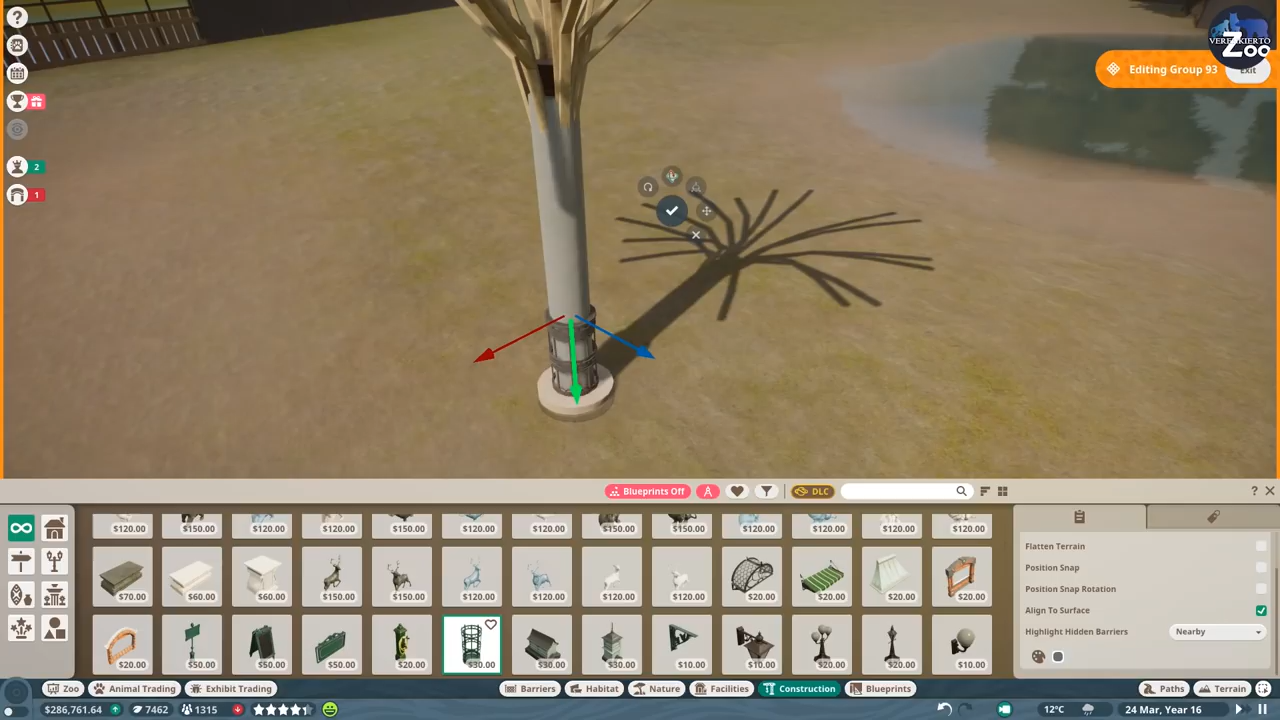 VEREKKIERTO
Zoo
Editing Group 93
Exit
2
1
Blueprints Off
DLC
$120.00 $150.00 $120.00 $120.00 $150.00 $120.00 $120.00 $150.00 $150.00 $120.00 $120.00 $120.00 $120.00
$70.00 $60.00 $60.00 $150.00 $150.00 $120.00 $120.00 $120.00 $120.00 $20.00 $20.00 $20.00 $20.00
$20.00 $50.00 $50.00 $50.00 $20.00 $30.00 $30.00 $30.00 $10.00 $10.00 $20.00 $20.00 $10.00
Flatten Terrain
Position Snap
Position Snap Rotation
Align To Surface
Highlight Hidden Barriers Nearby
Zoo Animal Trading Exhibit Trading Barriers Habitat Nature Facilities Construction Blueprints Paths Terrain
$286,761.64 7462 1315 12°C 24 Mar, Year 16